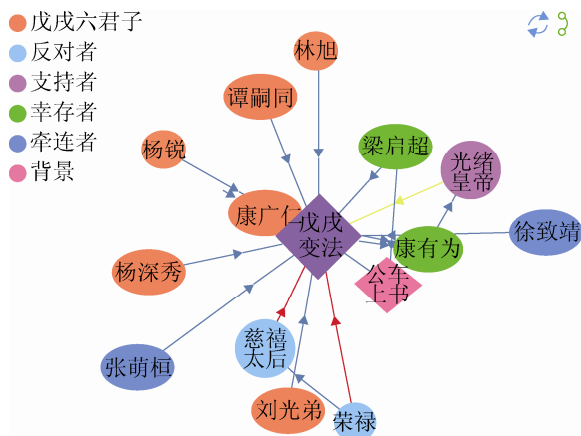 戊戌六君子
反对者
支持者
幸存者
牵连者
背景
林旭
谭嗣同
杨锐
梁启超
光绪
皇帝
康广仁
戊戌
变法
康有为
徐致靖
杨深秀
公车
上书
张萌桓
慈禧
太后
刘光弟
荣禄